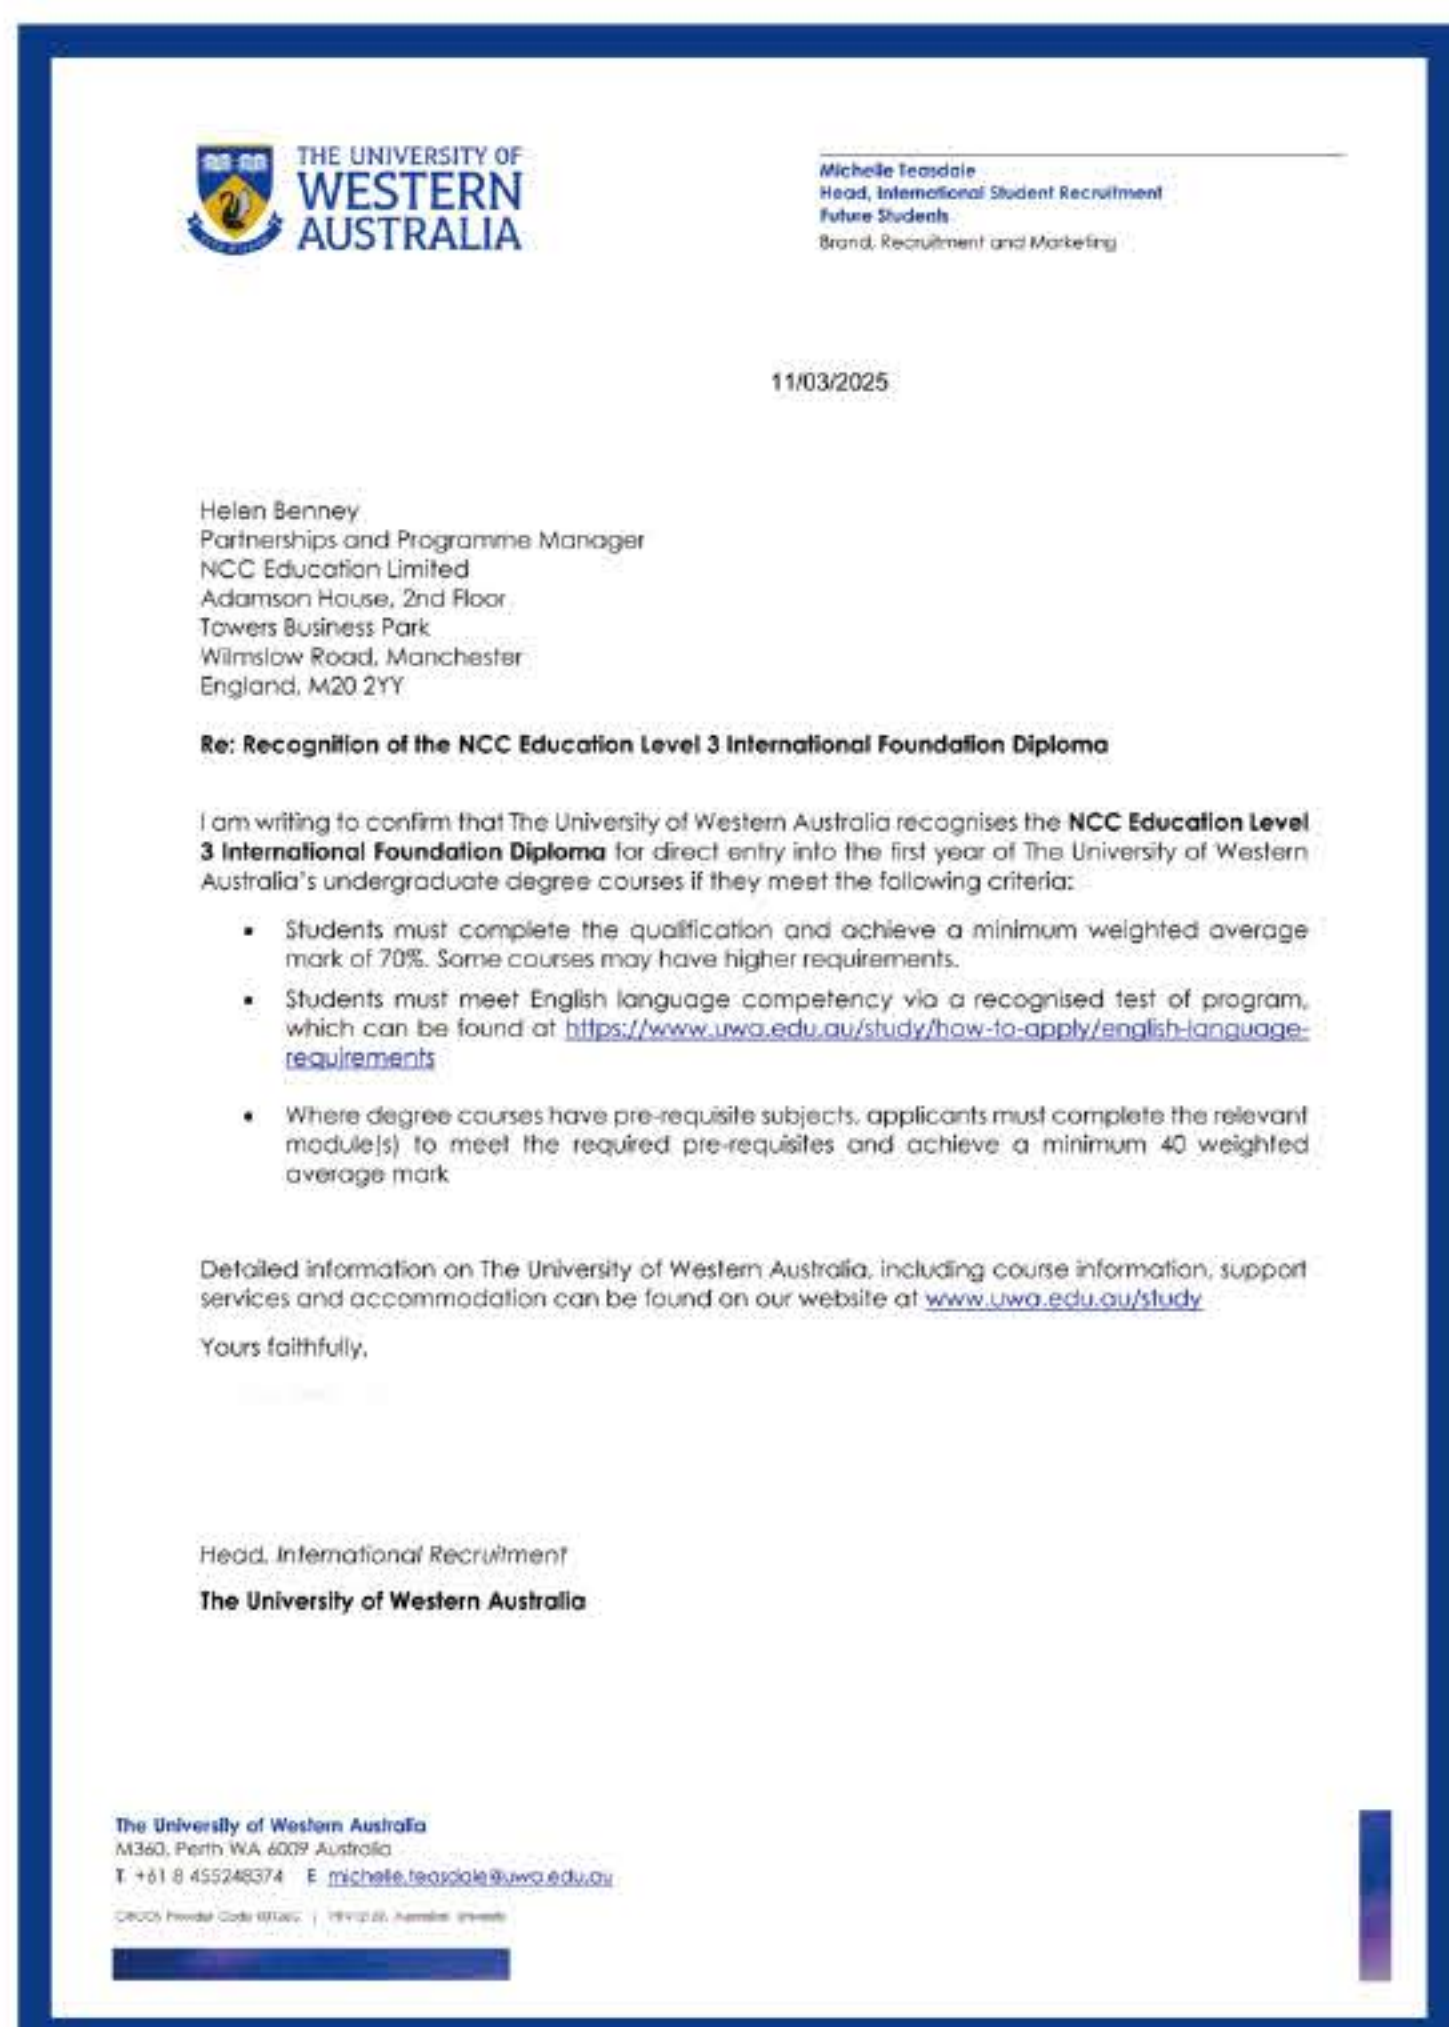 THE UNIVERSITY OF
WESTERN
AUSTRALIA
Michelle Teasdale
Head, International Student Recruitment
Future Students
Brand, Recruitment and Marketing
11/03/2025
Helen Benney
Partnerships and Programme Manager
NCC Education Limited
Adamson House, 2nd Floor
Towers Business Park
Wilmslow Road, Manchester
England, M20 2YY
Re: Recognition of the NCC Education Level 3 International Foundation Diploma
I am writing to confirm that The University of Western Australia recognises the NCC Education Level
3 International Foundation Diploma for direct entry into the first year of The University of Western
Australia's undergraduate degree courses if they meet the following criteria:
• Students must complete the qualification and achieve a minimum weighted average
mark of 70%. Some courses may have higher requirements.
• Students must meet English language competency via a recognised test of program,
which can be found at https://www.uwa.edu.au/study/how-to-apply/english-language-
requirements
• Where degree courses have pre-requisite subjects, applicants must complete the relevant
module(s) to meet the required pre-requisites and achieve a minimum 40 weighted
average mark
Detailed information on The University of Western Australia, including course information, support
services and accommodation can be found on our website at www.uwa.edu.au/study
Yours faithfully,
Head, International Recruitment
The University of Western Australia
The University of Western Australia
M360, Perth WA 6009 Australia
T +61 8 455248374 E michelle.teasdale@uwa.edu.au
CRICOS Provider Code